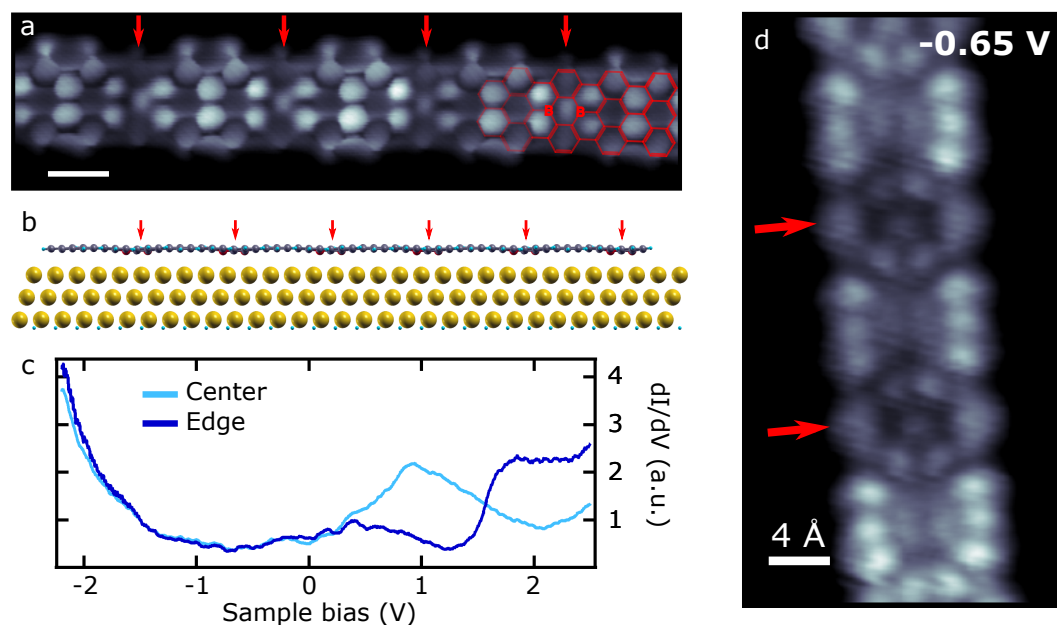 a
B B
b
c
Center
Edge
4
3
2
1
dI/dV (a.u.)
-2 -1 0 1 2
Sample bias (V)
d
-0.65 V
4 Å